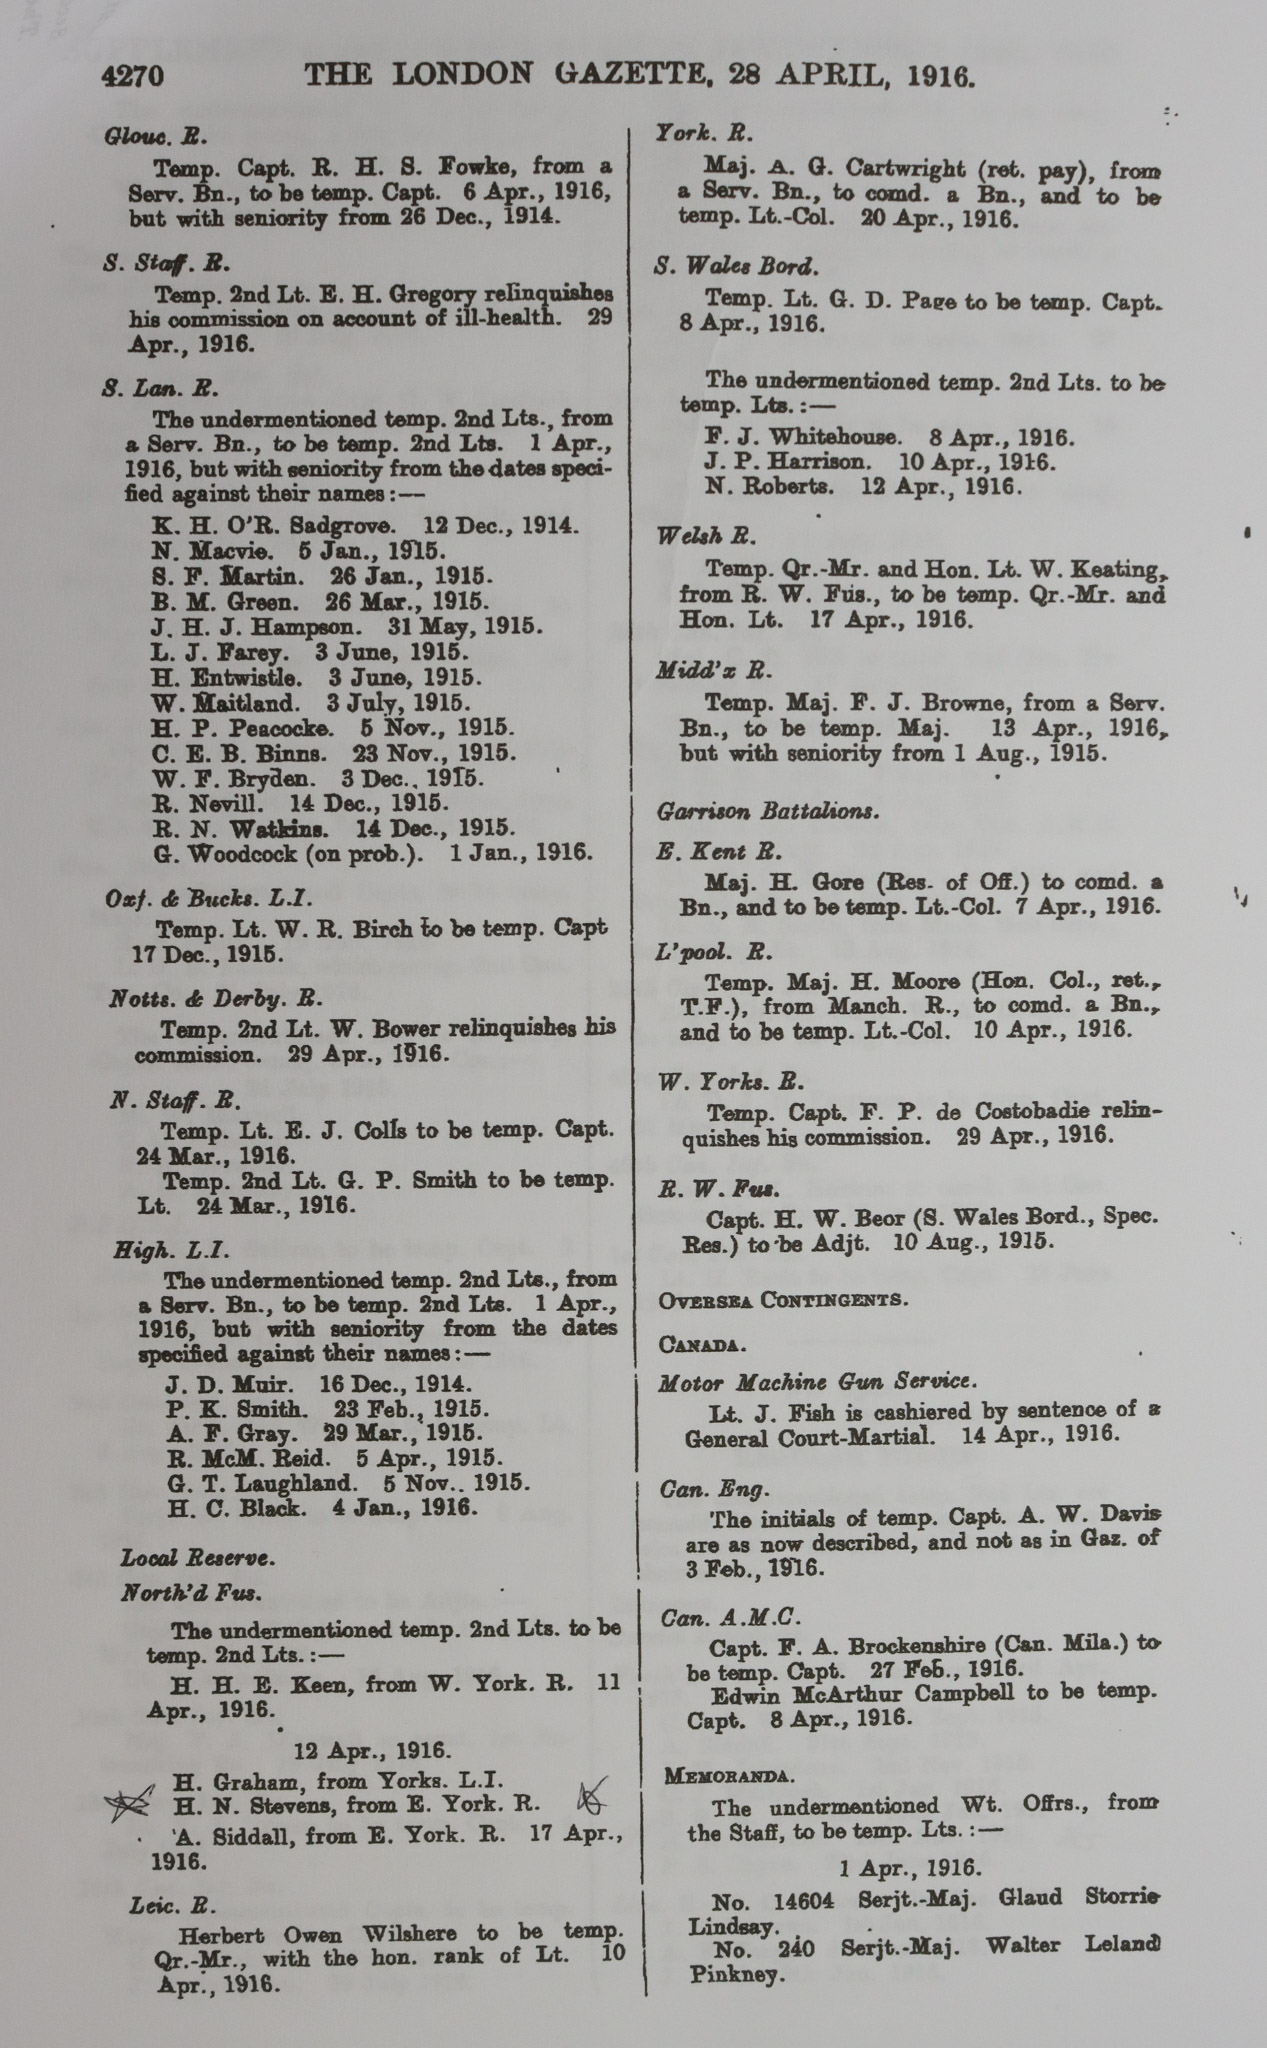 4270 THE LONDON GAZETTE, 28 APRIL, 1916.
Glouc. R.
Temp. Capt. R. H. S. Fowke, from a
Serv. Bn., to be temp. Capt. 6 Apr., 1916,
but with seniority from 26 Dec., 1914.
S. Staff. R.
Temp. 2nd Lt. E. H. Gregory relinquishes
his commission on account of ill-health. 29
Apr., 1916.
S. Lan. R.
The undermentioned temp. 2nd Lts., from
a Serv. Bn., to be temp. 2nd Lts. 1 Apr.,
1916, but with seniority from the dates speci-
fied against their names:—
K. H. O'R. Sadgrove. 12 Dec., 1914.
N. Macvie. 5 Jan., 1915.
S. F. Martin. 26 Jan., 1915.
B. M. Green. 26 Mar., 1915.
J. H. J. Hampson. 31 May, 1915.
L. J. Farey. 3 June, 1915.
H. Entwistle. 3 June, 1915.
W. Maitland. 3 July, 1915.
H. P. Peacocke. 5 Nov., 1915.
C. E. B. Binns. 23 Nov., 1915.
W. F. Bryden. 3 Dec., 1915.
R. Nevill. 14 Dec., 1915.
R. N. Watkins. 14 Dec., 1915.
G. Woodcock (on prob.). 1 Jan., 1916.
Oxf. & Bucks. L.I.
Temp. Lt. W. R. Birch to be temp. Capt
17 Dec., 1915.
Notts. & Derby. R.
Temp. 2nd Lt. W. Bower relinquishes his
commission. 29 Apr., 1916.
N. Staff. R.
Temp. Lt. E. J. Colls to be temp. Capt.
24 Mar., 1916.
Temp. 2nd Lt. G. P. Smith to be temp.
Lt. 24 Mar., 1916.
High. L.I.
The undermentioned temp. 2nd Lts., from
a Serv. Bn., to be temp. 2nd Lts. 1 Apr.,
1916, but with seniority from the dates
specified against their names:—
J. D. Muir. 16 Dec., 1914.
P. K. Smith. 23 Feb., 1915.
A. F. Gray. 29 Mar., 1915.
R. McM. Reid. 5 Apr., 1915.
G. T. Laughland. 5 Nov.. 1915.
H. C. Black. 4 Jan., 1916.
Local Reserve.
North'd Fus.
The undermentioned temp. 2nd Lts. to be
temp. 2nd Lts.:—
H. H. E. Keen, from W. York. R. 11
Apr., 1916.
12 Apr., 1916.
H. Graham, from Yorks. L.I.
H. N. Stevens, from E. York. R.
A. Siddall, from E. York. R. 17 Apr.,
1916.
Leic. R.
Herbert Owen Wilshere to be temp.
Qr.-Mr., with the hon. rank of Lt. 10
Apr., 1916.
York. R.
Maj. A. G. Cartwright (ret. pay), from
a Serv. Bn., to comd. a Bn., and to be
temp. Lt.-Col. 20 Apr., 1916.
S. Wales Bord.
Temp. Lt. G. D. Page to be temp. Capt.
8 Apr., 1916.
The undermentioned temp. 2nd Lts. to be
temp. Lts.:—
F. J. Whitehouse. 8 Apr., 1916.
J. P. Harrison. 10 Apr., 1916.
N. Roberts. 12 Apr., 1916.
Welsh R.
Temp. Qr.-Mr. and Hon. Lt. W. Keating,
from R. W. Fus., to be temp. Qr.-Mr. and
Hon. Lt. 17 Apr., 1916.
Midd'x R.
Temp. Maj. F. J. Browne, from a Serv.
Bn., to be temp. Maj. 13 Apr., 1916,
but with seniority from 1 Aug., 1915.
Garrison Battalions.
E. Kent R.
Maj. H. Gore (Res. of Off.) to comd. a
Bn., and to be temp. Lt.-Col. 7 Apr., 1916.
L'pool. R.
Temp. Maj. H. Moore (Hon. Col., ret.,
T.F.), from Manch. R., to comd. a Bn.,
and to be temp. Lt.-Col. 10 Apr., 1916.
W. Yorks. R.
Temp. Capt. F. P. de Costobadie relin-
quishes his commission. 29 Apr., 1916.
R. W. Fus.
Capt. H. W. Beor (S. Wales Bord., Spec.
Res.) to be Adjt. 10 Aug., 1915.
OVERSEA CONTINGENTS.
CANADA.
Motor Machine Gun Service.
Lt. J. Fish is cashiered by sentence of a
General Court-Martial. 14 Apr., 1916.
Can. Eng.
The initials of temp. Capt. A. W. Davis
are as now described, and not as in Gaz. of
3 Feb., 1916.
Can. A.M.C.
Capt. F. A. Brockenshire (Can. Mila.) to
be temp. Capt. 27 Feb., 1916.
Edwin McArthur Campbell to be temp.
Capt. 8 Apr., 1916.
MEMORANDA.
The undermentioned Wt. Offrs., from
the Staff, to be temp. Lts.:—
1 Apr., 1916.
No. 14604 Serjt.-Maj. Glaud Storrie
Lindsay.
No. 240 Serjt.-Maj. Walter Leland
Pinkney.